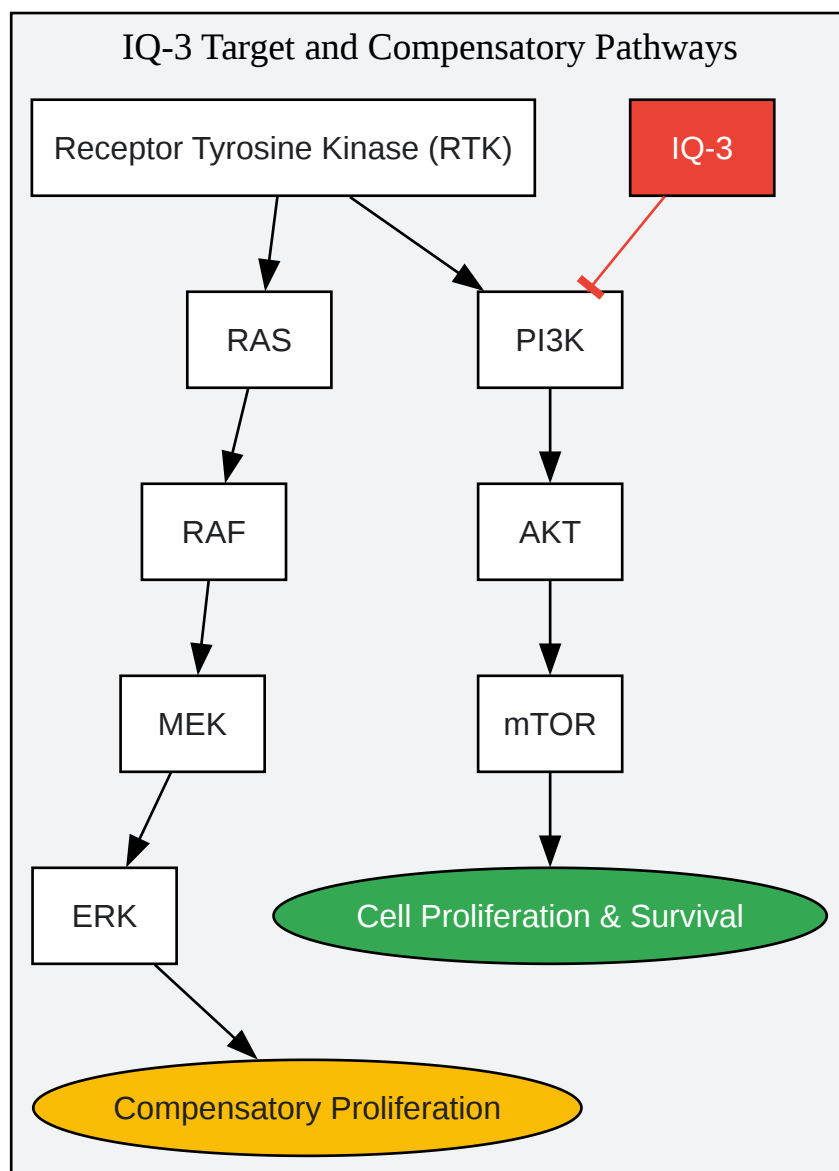 IQ-3 Target and Compensatory Pathways
Receptor Tyrosine Kinase (RTK)
IQ-3
RAS
PI3K
RAF
AKT
MEK
mTOR
ERK
Cell Proliferation & Survival
Compensatory Proliferation